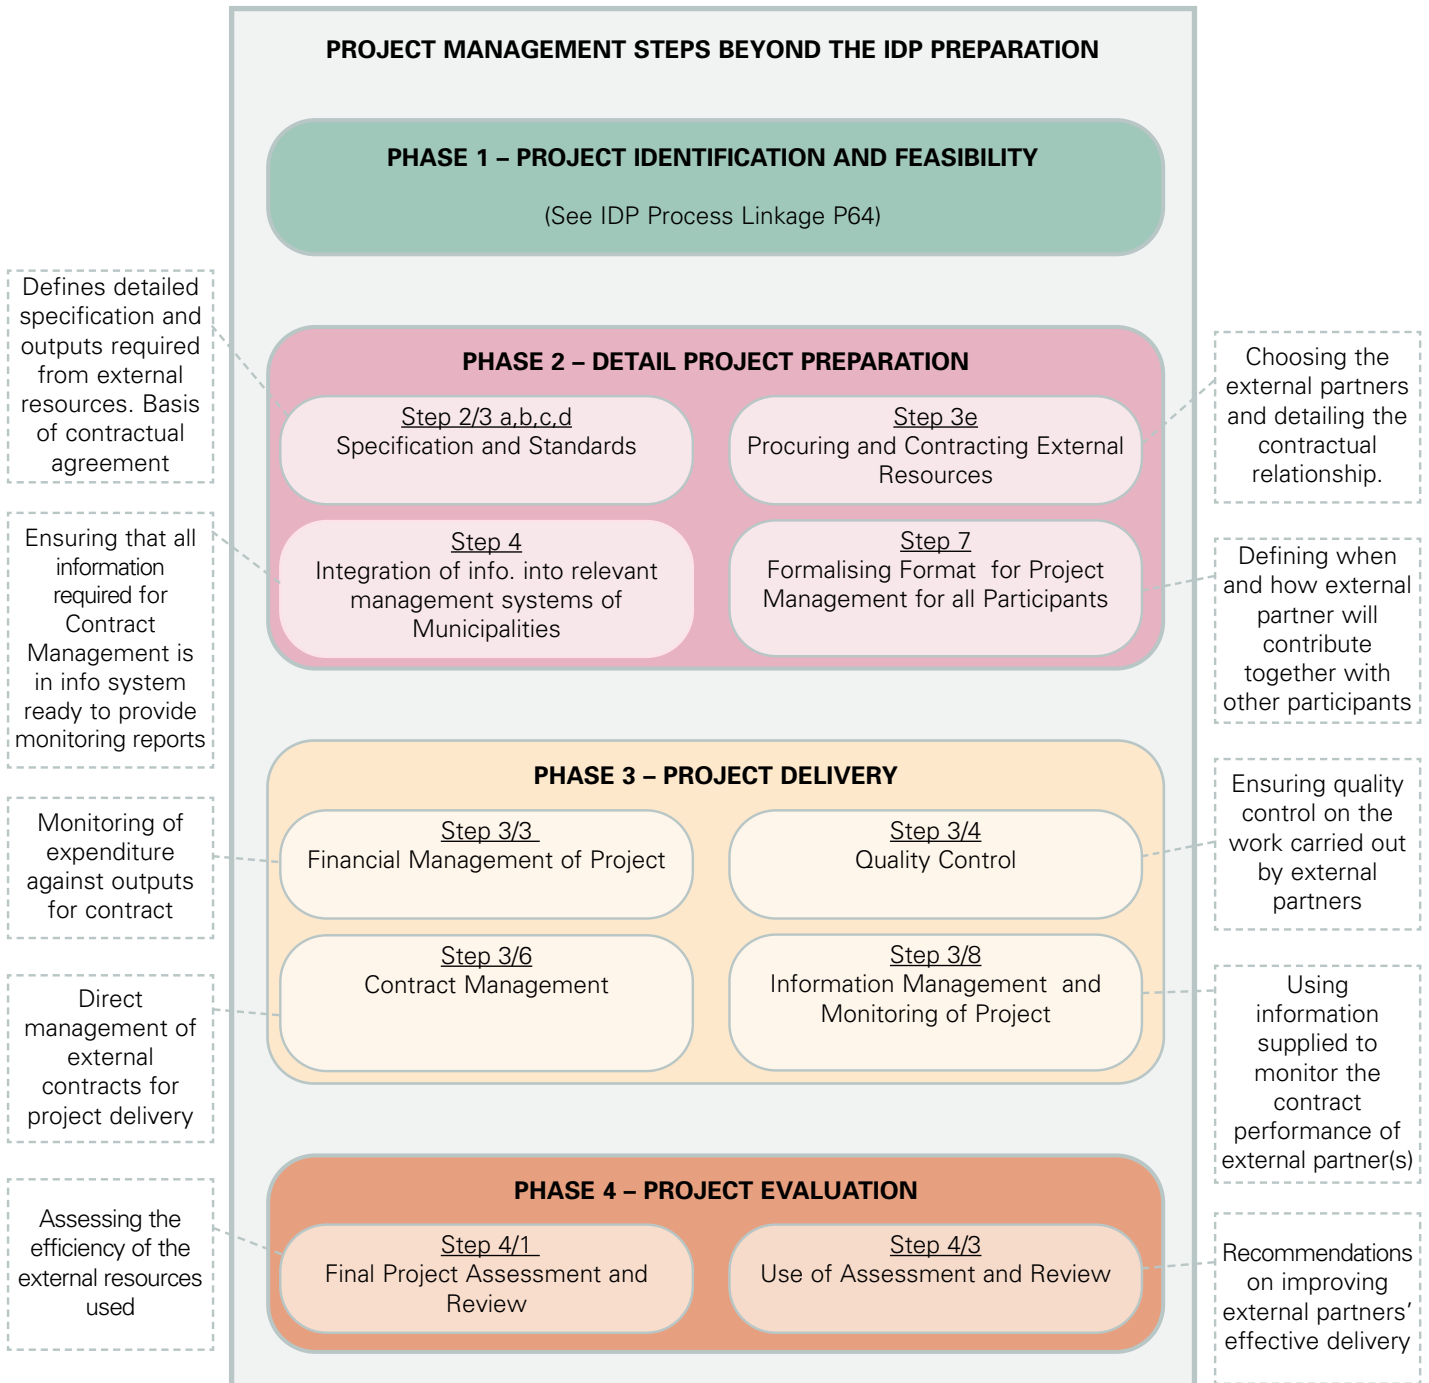 PROJECT MANAGEMENT STEPS BEYOND THE IDP PREPARATION
PHASE 1 – PROJECT IDENTIFICATION AND FEASIBILITY
(See IDP Process Linkage P64)
Defines detailed
specification and
outputs required
from external
resources. Basis
of contractual
agreement
PHASE 2 – DETAIL PROJECT PREPARATION
Step 2/3 a,b,c,d
Specification and Standards
Step 3e
Procuring and Contracting External
Resources
Choosing the
external partners
and detailing the
contractual
relationship.
Ensuring that all
information
required for
Contract
Management is
in info system
ready to provide
monitoring reports
Step 4
Integration of info. into relevant
management systems of
Municipalities
Step 7
Formalising Format for Project
Management for all Participants
Defining when
and how external
partner will
contribute
together with
other participants
PHASE 3 – PROJECT DELIVERY
Monitoring of
expenditure
against outputs
for contract
Step 3/3
Financial Management of Project
Step 3/4
Quality Control
Ensuring quality
control on the
work carried out
by external
partners
Direct
management of
external
contracts for
project delivery
Step 3/6
Contract Management
Step 3/8
Information Management and
Monitoring of Project
Using
information
supplied to
monitor the
contract
performance of
external partner(s)
PHASE 4 – PROJECT EVALUATION
Assessing the
efficiency of the
external resources
used
Step 4/1
Final Project Assessment and
Review
Step 4/3
Use of Assessment and Review
Recommendations
on improving
external partners’
effective delivery